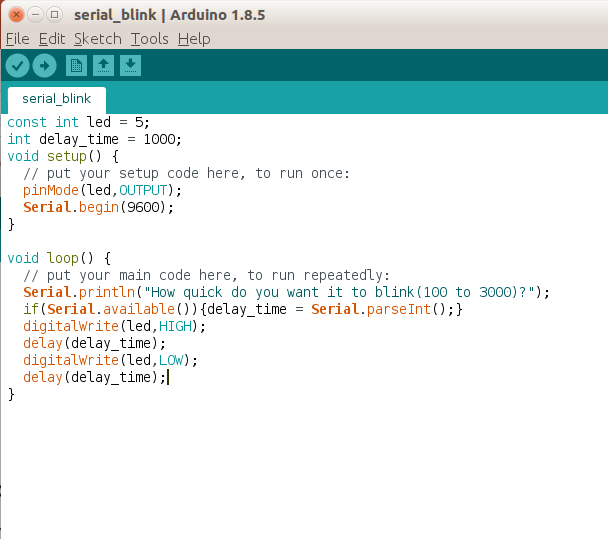 serial_blink | Arduino 1.8.5
File Edit Sketch Tools Help
serial_blink
const int led = 5;
int delay_time = 1000;
void setup() {
  // put your setup code here, to run once:
  pinMode(led,OUTPUT);
  Serial.begin(9600);
}

void loop() {
  // put your main code here, to run repeatedly:
  Serial.println("How quick do you want it to blink(100 to 3000)?");
  if(Serial.available()){delay_time = Serial.parseInt();}
  digitalWrite(led,HIGH);
  delay(delay_time);
  digitalWrite(led,LOW);
  delay(delay_time);
}